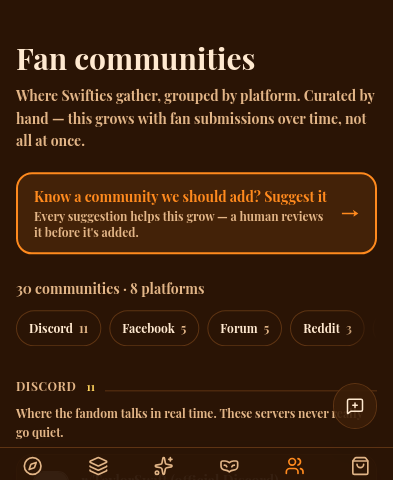 Fan communities
Where Swifties gather, grouped by platform. Curated by
hand — this grows with fan submissions over time, not
all at once.
Know a community we should add? Suggest it
Every suggestion helps this grow — a human reviews
it before it's added.
→
30 communities · 8 platforms
Discord 11
Facebook 5
Forum 5
Reddit 3
DISCORD 11
Where the fandom talks in real time. These servers never
go quiet.